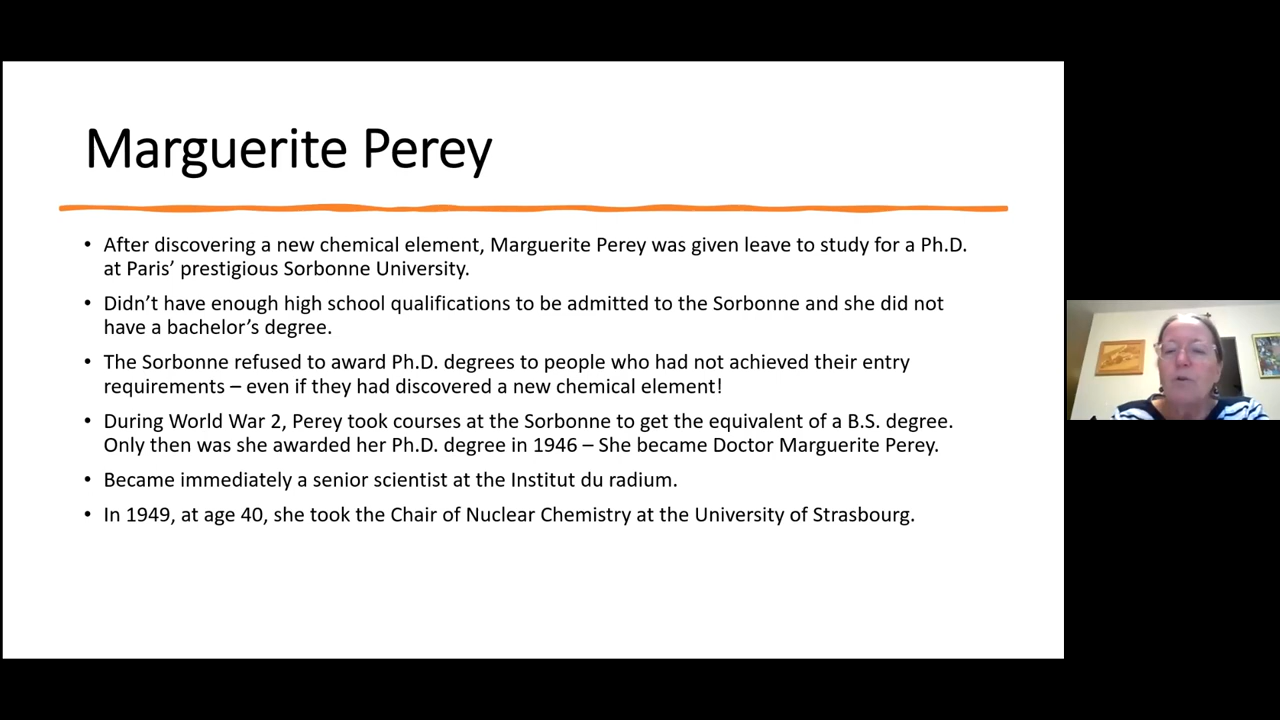 Marguerite Perey
• After discovering a new chemical element, Marguerite Perey was given leave to study for a Ph.D.
at Paris’ prestigious Sorbonne University.
• Didn’t have enough high school qualifications to be admitted to the Sorbonne and she did not
have a bachelor’s degree.
• The Sorbonne refused to award Ph.D. degrees to people who had not achieved their entry
requirements – even if they had discovered a new chemical element!
• During World War 2, Perey took courses at the Sorbonne to get the equivalent of a B.S. degree.
Only then was she awarded her Ph.D. degree in 1946 – She became Doctor Marguerite Perey.
• Became immediately a senior scientist at the Institut du radium.
• In 1949, at age 40, she took the Chair of Nuclear Chemistry at the University of Strasbourg.